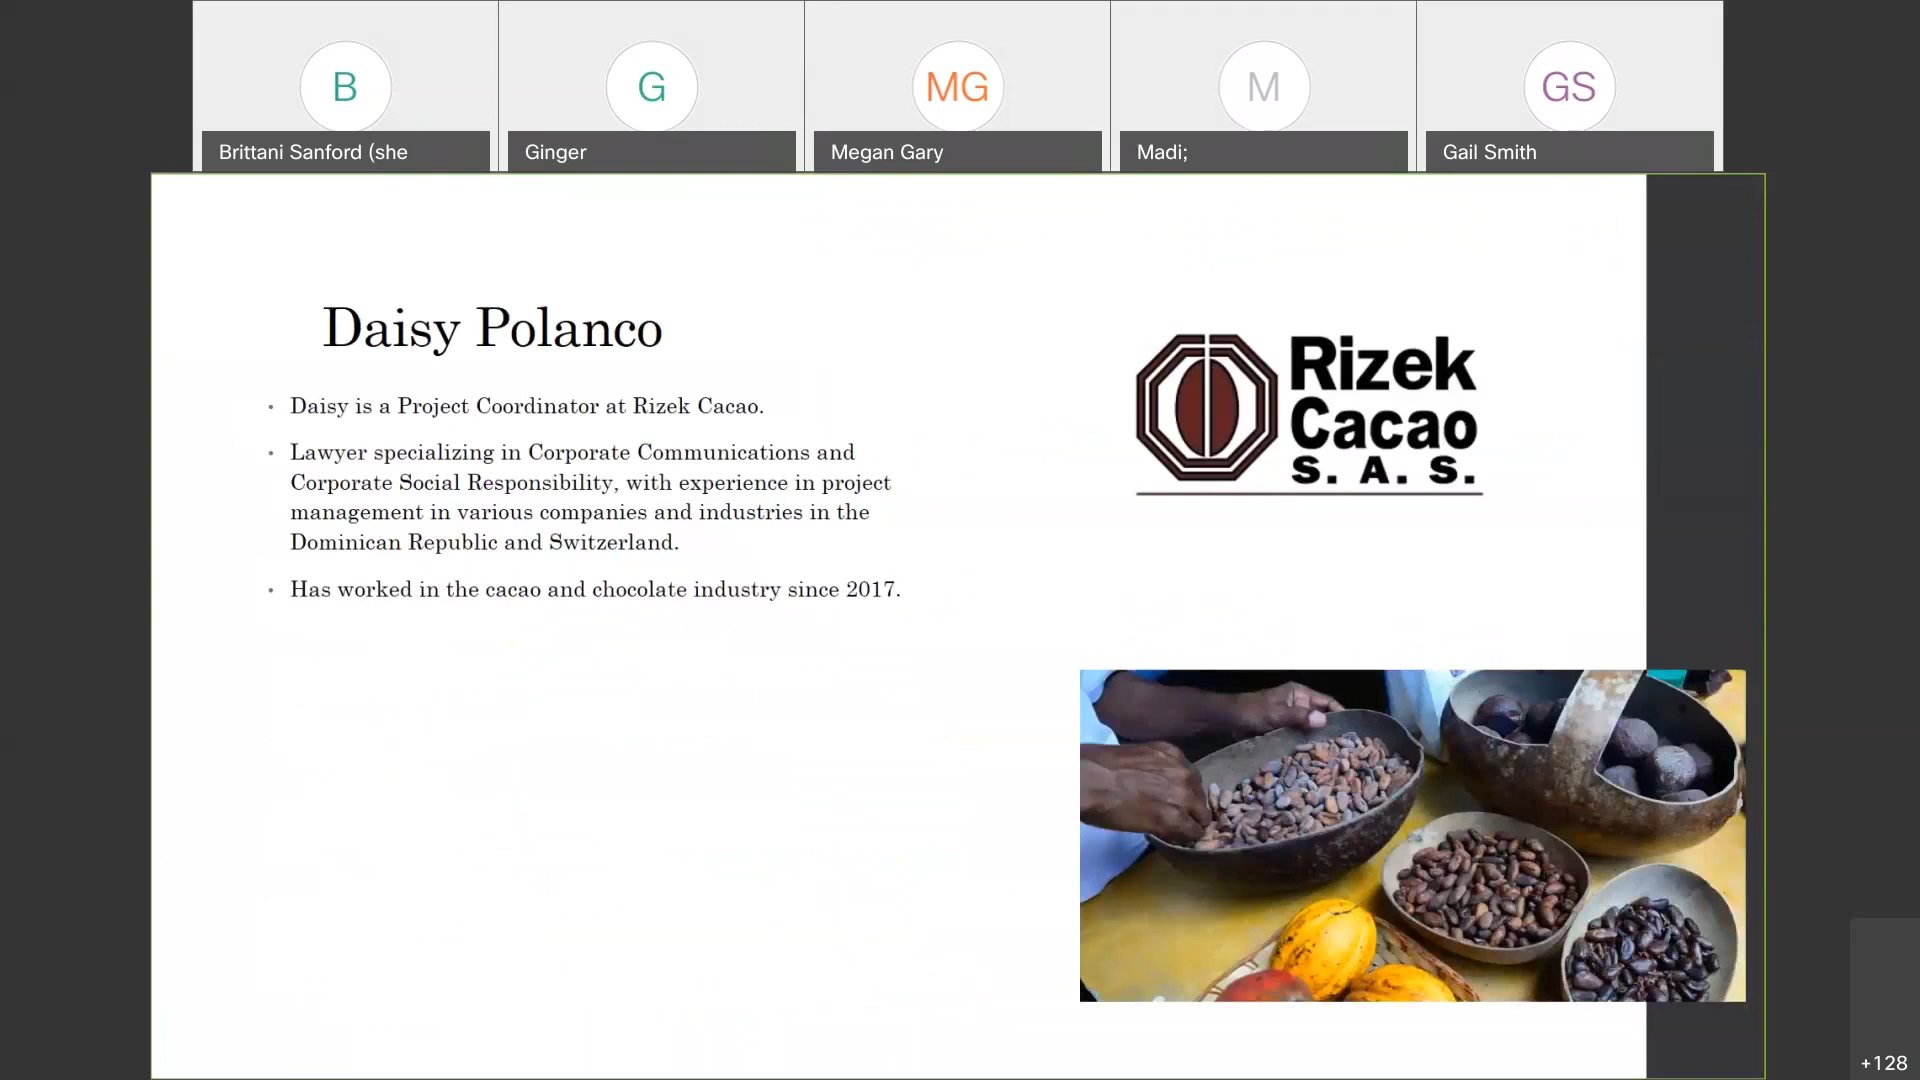 B
G
MG
M
GS
Brittani Sanford (she
Ginger
Megan Gary
Madi;
Gail Smith
Daisy Polanco
• Daisy is a Project Coordinator at Rizek Cacao.
• Lawyer specializing in Corporate Communications and
Corporate Social Responsibility, with experience in project
management in various companies and industries in the
Dominican Republic and Switzerland.
• Has worked in the cacao and chocolate industry since 2017.
Rizek
Cacao
S. A. S.
+128